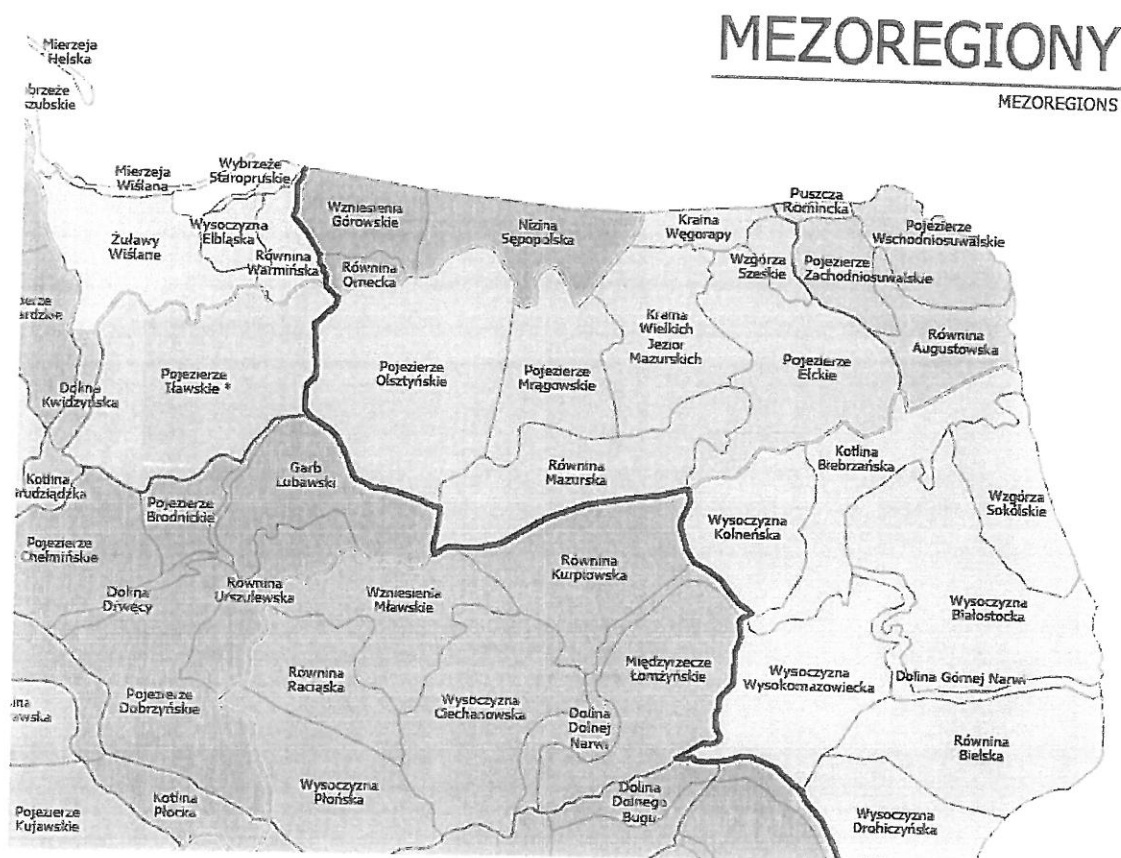 MEZOREGIONY
MEZOREGIONS
Mierzeja
Helska
Mierzeja
Wiślana
Wybrzeże
Staropruskie
Żuławy
Wiślane
Wysoczyzna
Elbląska
Równina
Warmińska
Wzniesienia
Górowskie
Równina
Ornecka
Nizina
Sępopolska
Kraina
Węgorapy
Puszcza
Romincka
Wzgórza
Szeskie
Pojezierze
Zachodniosuwalskie
Pojezierze
Wschodniosuwalskie
Równina
Augustowska
Kraina
Wielkich
Jezior
Mazurskich
Pojezierze
Ełckie
Pojezierze
Olsztyńskie
Pojezierze
Mrągowskie
Pojezierze
Iławskie *
Dolina
Kwidzyńska
Równina
Mazurska
Kotlina
Biebrzańska
Wzgórza
Sokólskie
Garb
Lubawski
Pojezierze
Brodnickie
Kotlina
Pojezierze
Chełmińskie
Wysoczyzna
Kolneńska
Równina
Kurpiowska
Dolina
Drwęcy
Równina
Urszulewska
Wzniesienia
Mławskie
Wysoczyzna
Białostocka
Równina
Raciąska
Międzyrzecze
Łomżyńskie
Wysoczyzna
Wysokomazowiecka
Dolina Górnej Narwi
Pojezierze
Dobrzyńskie
Wysoczyzna
Ciechanowska
Dolina
Dolnej
Narwi
Równina
Bielska
Wysoczyzna
Płońska
Dolina
Dolnego
Bugu
Kotlina
Płocka
Pojezierze
Kujawskie
Wysoczyzna
Drohiczyńska